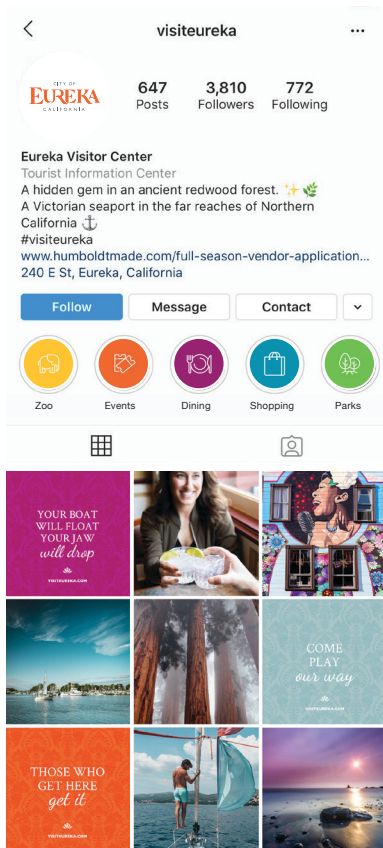 visiteureka
CITY OF
EUREKA
CALIFORNIA
647
Posts
3,810
Followers
772
Following
Eureka Visitor Center
Tourist Information Center
A hidden gem in an ancient redwood forest. ✨🌿
A Victorian seaport in the far reaches of Northern
California ⚓
#visiteureka
www.humboldtmade.com/full-season-vendor-application...
240 E St, Eureka, California
Follow
Message
Contact
Zoo
Events
Dining
Shopping
Parks
YOUR BOAT
WILL FLOAT
YOUR JAW
will drop
VISITEUREKA.COM
COME
PLAY
our way
VISITEUREKA.COM
THOSE WHO
GET HERE
get it
VISITEUREKA.COM